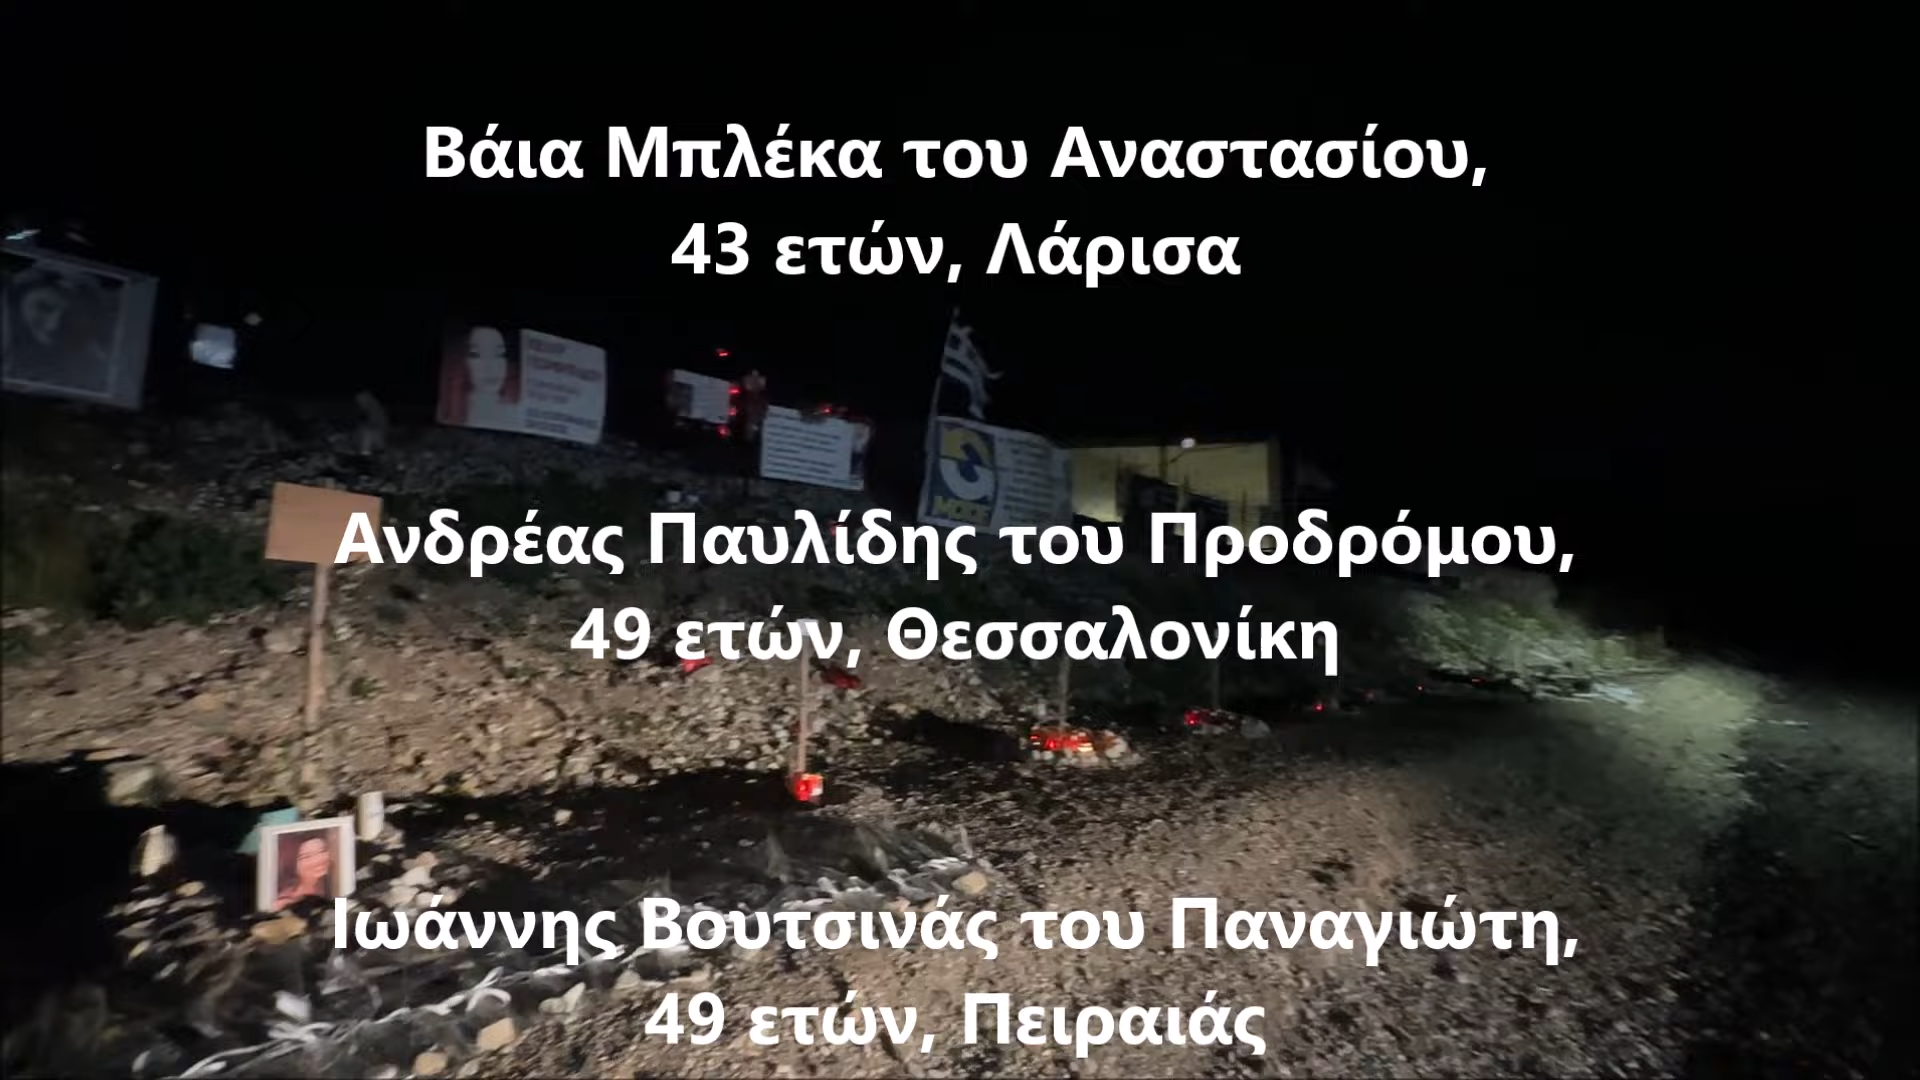 Βάια Μπλέκα του Αναστασίου,
43 ετών, Λάρισα
Ανδρέας Παυλίδης του Προδρόμου,
49 ετών, Θεσσαλονίκη
Ιωάννης Βουτσινάς του Παναγιώτη,
49 ετών, Πειραιάς